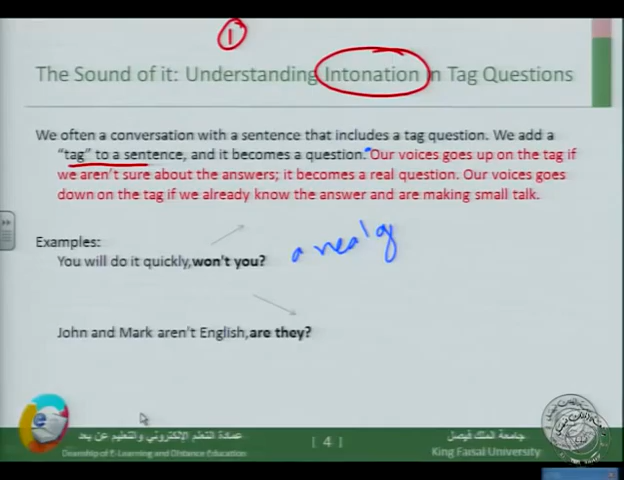 1
The Sound of it: Understanding Intonation in Tag Questions
We often a conversation with a sentence that includes a tag question. We add a
"tag" to a sentence, and it becomes a question. Our voices goes up on the tag if
we aren't sure about the answers; it becomes a real question. Our voices goes
down on the tag if we already know the answer and are making small talk.
Examples:
You will do it quickly,won't you?
a real q
John and Mark aren't English,are they?
عمادة التعلم الإلكتروني والتعليم عن بعد
Deanship of E-Learning and Distance Education
[ 4 ]
جامعة الملك فيصل
King Faisal University